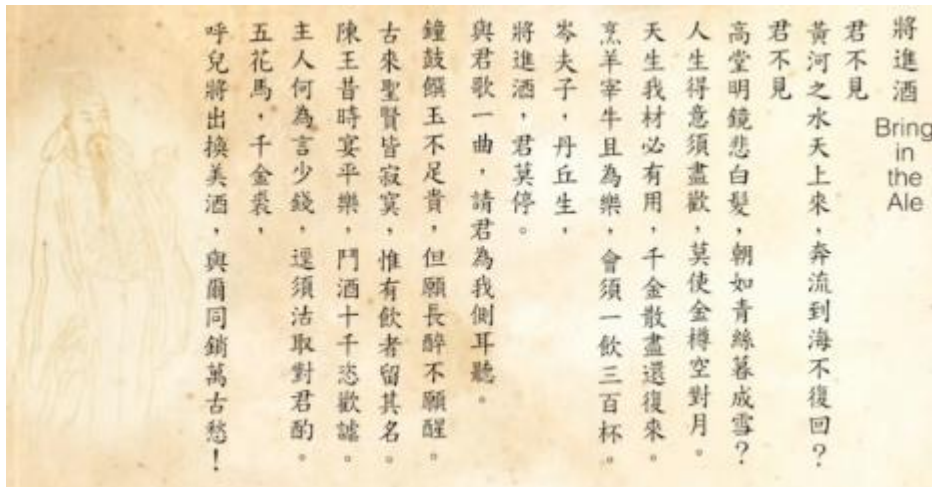 將進酒
Bring
in
the
Ale
君不見
黃河之水天上來，奔流到海不復回？
君不見
高堂明鏡悲白髮，朝如青絲暮成雪？
人生得意須盡歡，莫使金樽空對月。
天生我材必有用，千金散盡還復來。
烹羊宰牛且為樂，會須一飲三百杯。
岑夫子，丹丘生，
將進酒，君莫停。
與君歌一曲，請君為我側耳聽。
鐘鼓饌玉不足貴，但願長醉不願醒。
古來聖賢皆寂寞，惟有飲者留其名。
陳王昔時宴平樂，鬥酒十千恣歡謔。
主人何為言少錢，逕須沽取對君酌。
五花馬，千金裘，
呼兒將出換美酒，與爾同銷萬古愁！